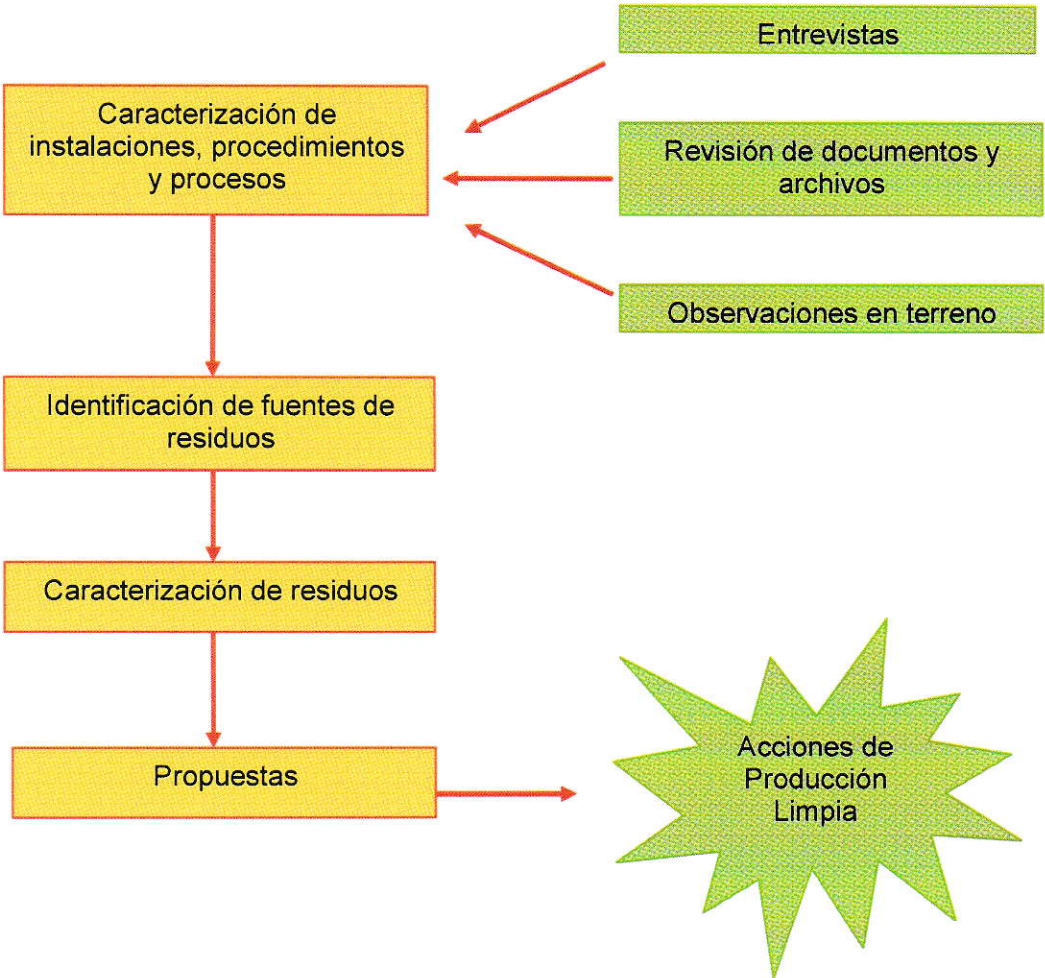 Entrevistas
Caracterización de
instalaciones, procedimientos
y procesos
Revisión de documentos y
archivos
Observaciones en terreno
Identificación de fuentes de
residuos
Caracterización de residuos
Propuestas
Acciones de
Producción
Limpia